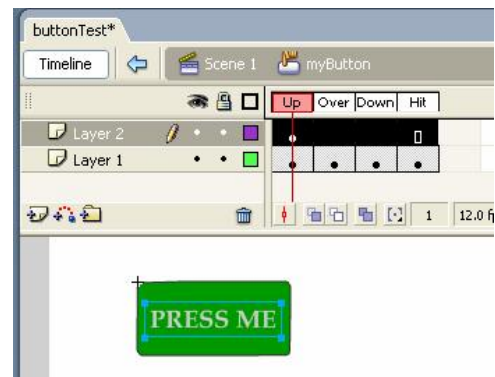 buttonTest*
Timeline Scene 1 myButton
Up Over Down Hit
Layer 2
Layer 1
1 12.0 f
PRESS ME